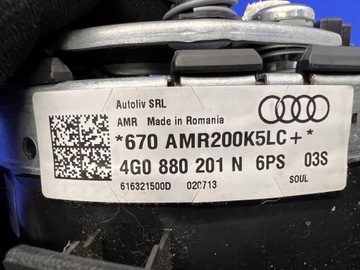 Autoliv SRL
AMR Made in Romania
*670 AMR200K5LC+*
4G0 880 201 N 6PS 03S
616321500D 020713 SOUL